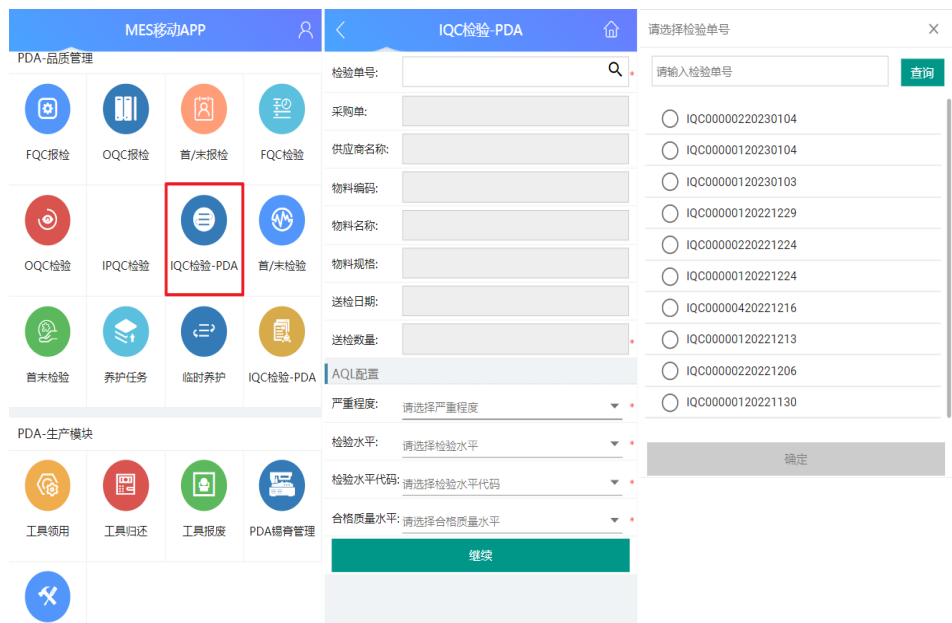 MES移动APP
PDA-品质管理
FQC报检
OQC报检
首/末报检
FQC检验
OQC检验
IPQC检验
IQC检验-PDA
首/末检验
首末检验
养护任务
临时养护
IQC检验-PDA
PDA-生产模块
工具领用
工具归还
工具报废
PDA锡膏管理
IQC检验-PDA
检验单号:
*
采购单:
供应商名称:
物料编码:
物料名称:
物料规格:
送检日期:
送检数量:
*
AQL配置
严重程度:
请选择严重程度
*
检验水平:
请选择检验水平
*
检验水平代码:
请选择检验水平代码
*
合格质量水平:
请选择合格质量水平
*
继续
请选择检验单号
请输入检验单号
查询
IQC00000220230104
IQC00000120230104
IQC00000120230103
IQC00000120221229
IQC00000220221224
IQC00000120221224
IQC00000420221216
IQC00000120221213
IQC00000220221206
IQC00000120221130
确定